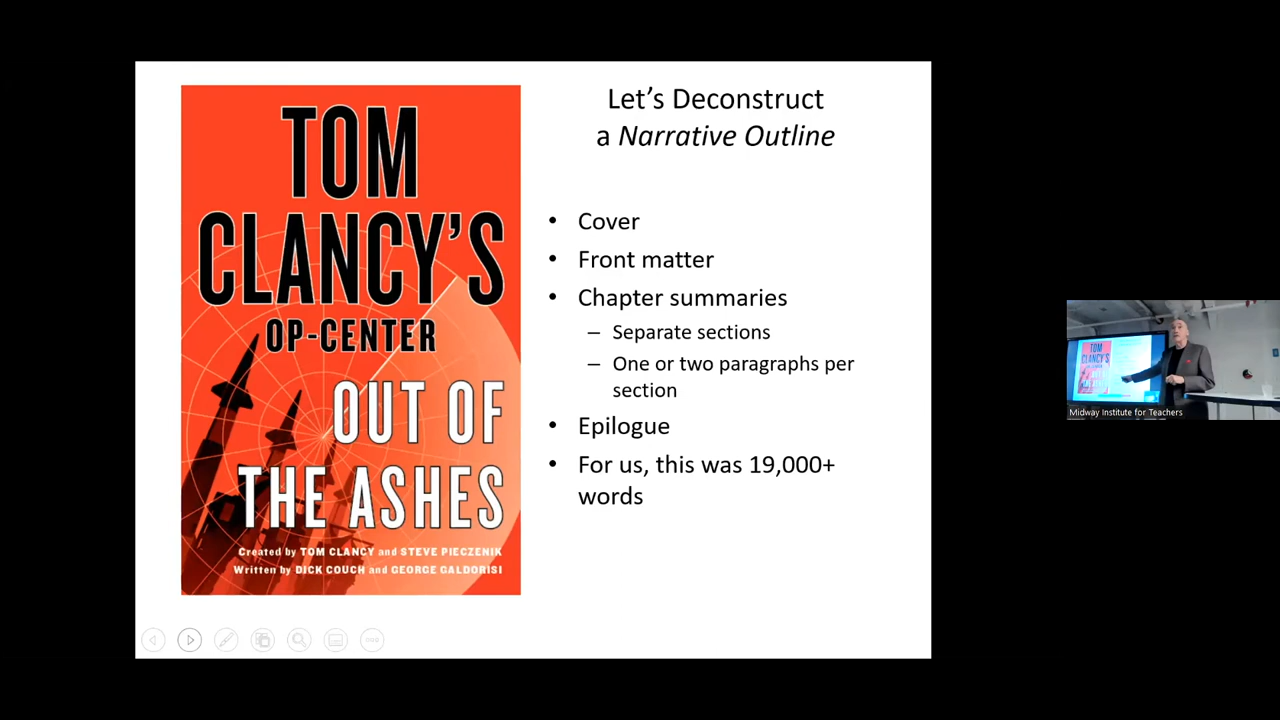 TOM
CLANCY'S
OP-CENTER
OUT OF
THE ASHES
Created by TOM CLANCY and STEVE PIECZENIK
Written by DICK COUCH and GEORGE GALDORISI
Let's Deconstruct
a Narrative Outline
• Cover
• Front matter
• Chapter summaries
– Separate sections
– One or two paragraphs per
section
• Epilogue
• For us, this was 19,000+
words
TOM
CLANCY'S
Midway Institute for Teachers